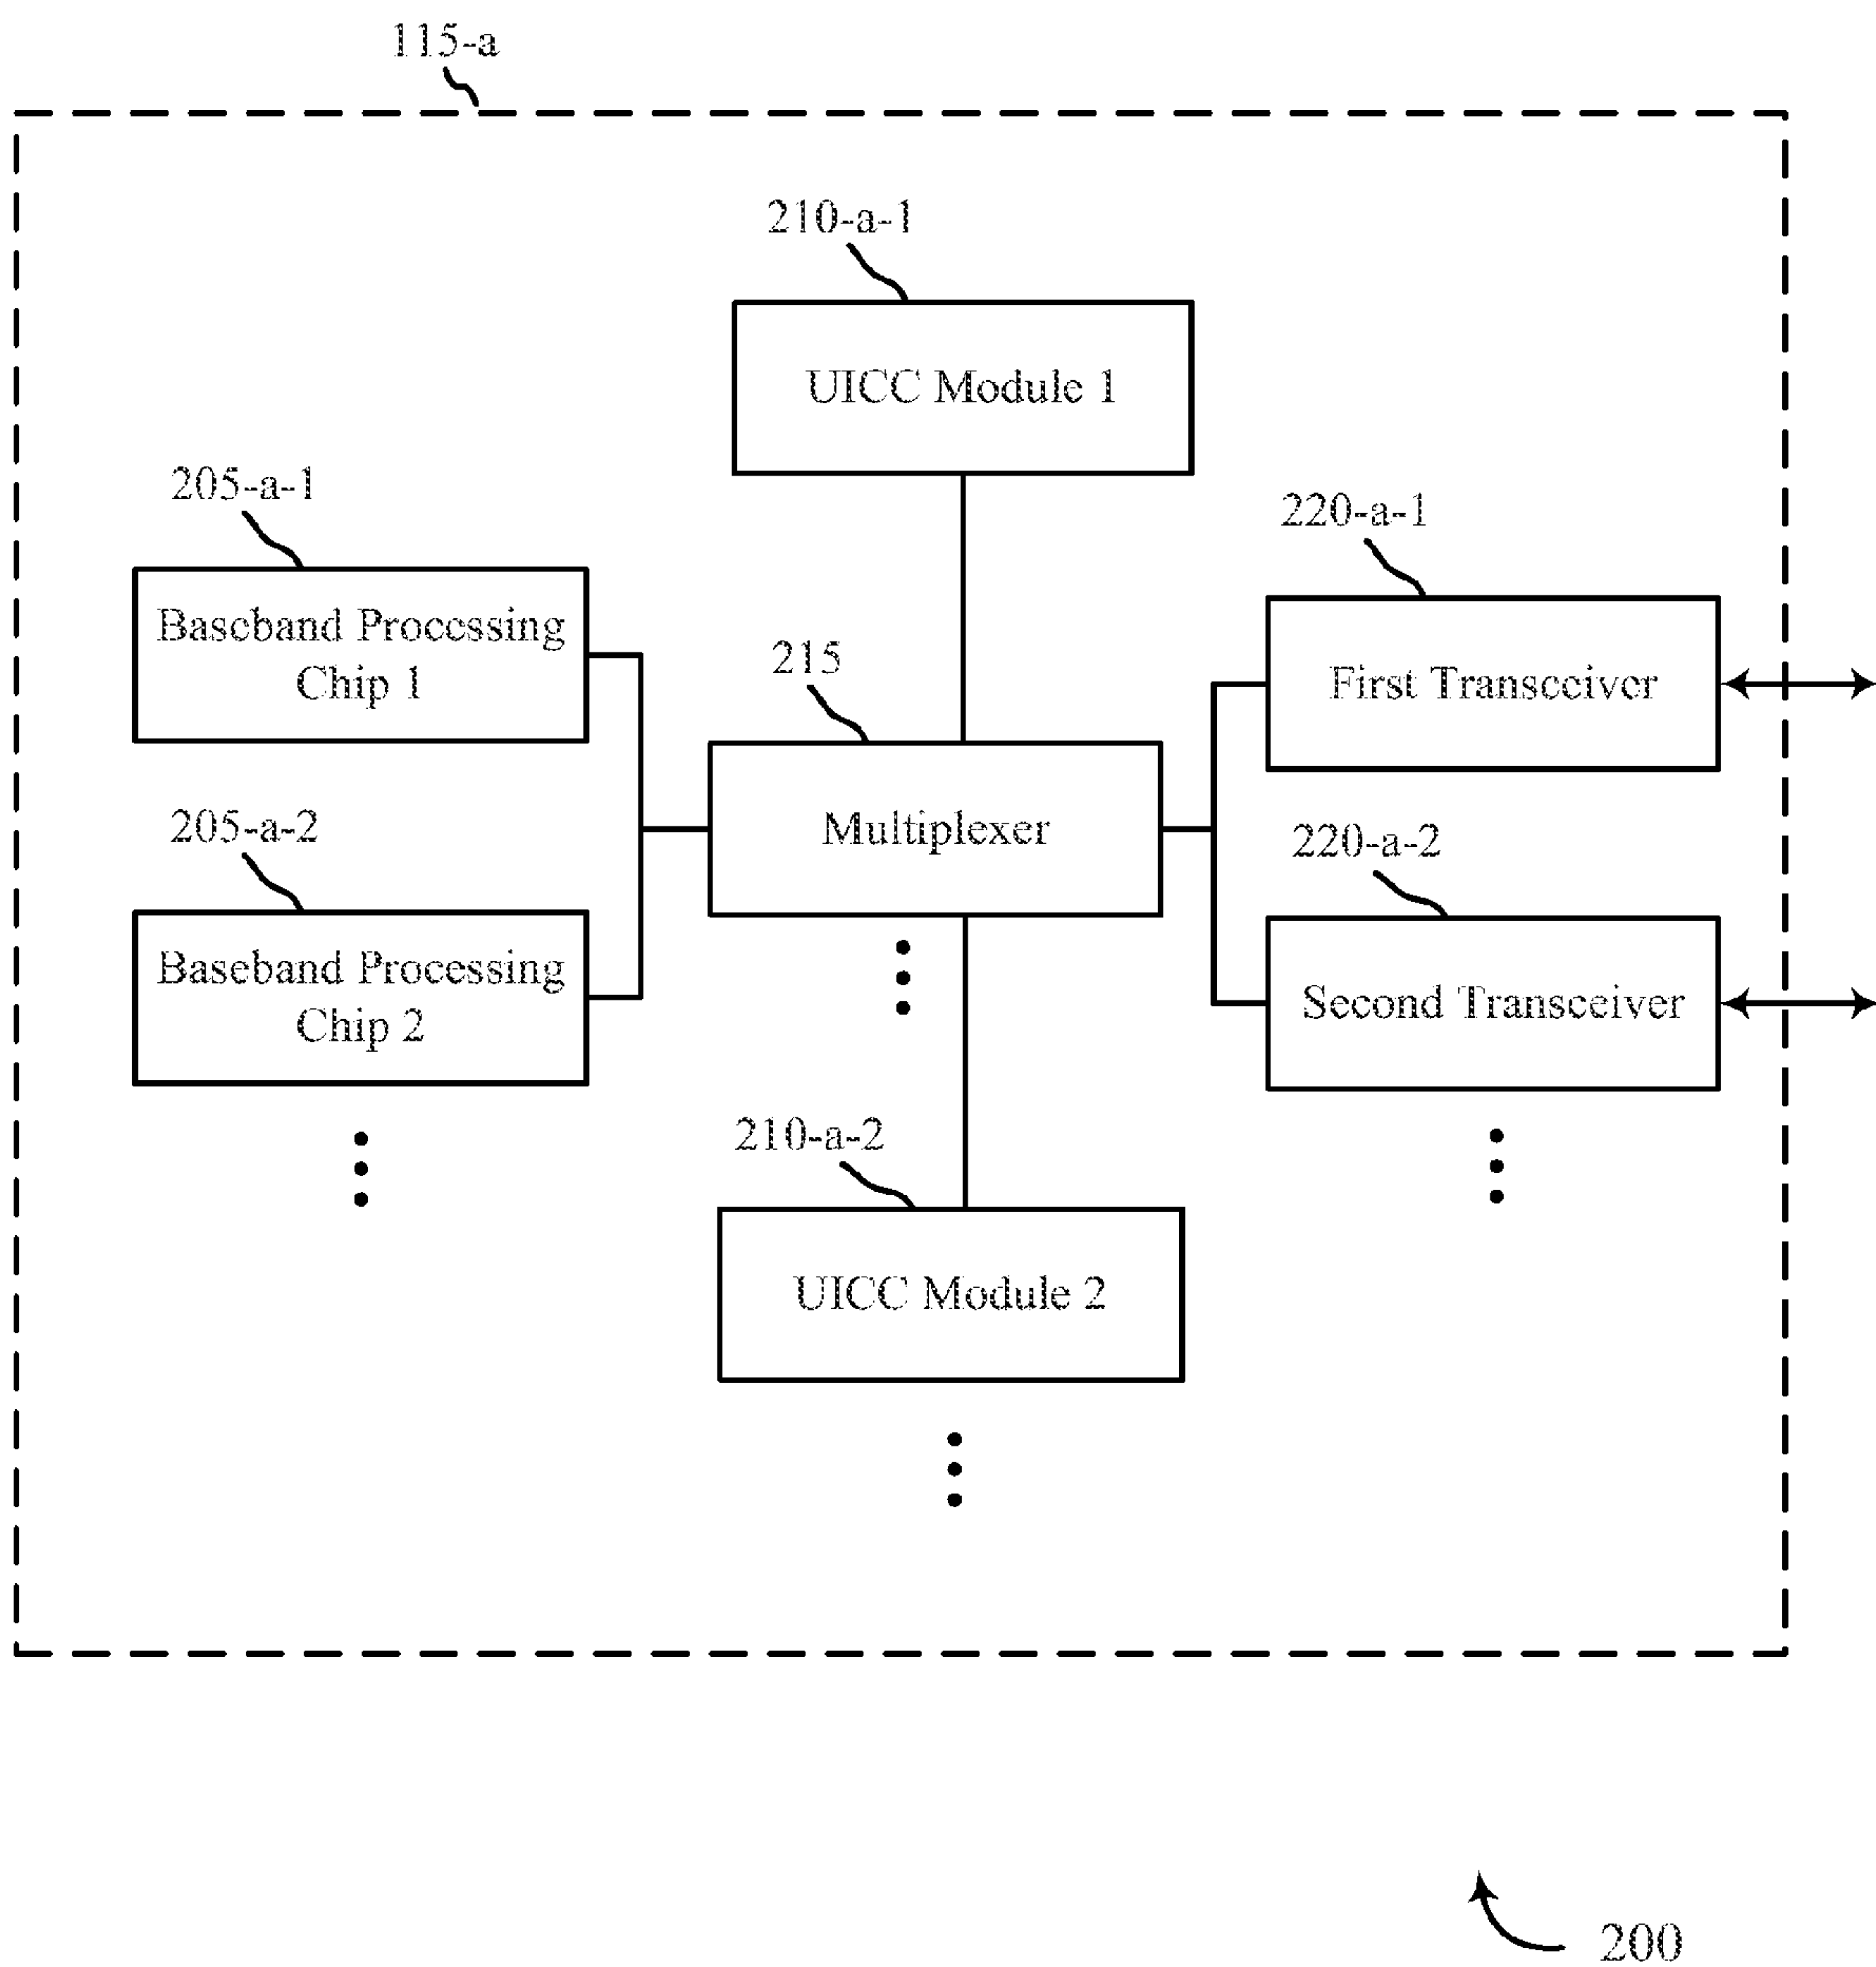 115-a
210-a-1
UICC Module 1
205-a-1
Baseband Processing
Chip 1
220-a-1
First Transceiver
215
Multiplexer
205-a-2
Baseband Processing
Chip 2
220-a-2
Second Transceiver
210-a-2
UICC Module 2
200